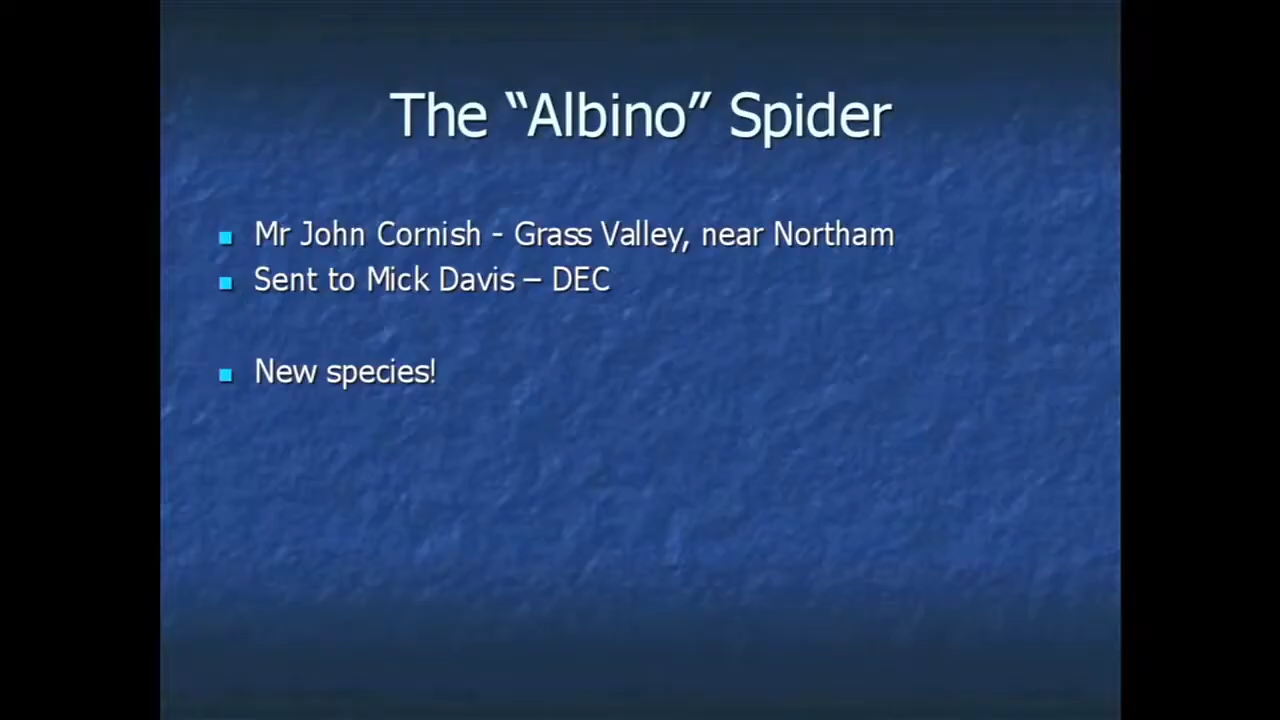 The “Albino” Spider
Mr John Cornish - Grass Valley, near Northam
Sent to Mick Davis – DEC
New species!